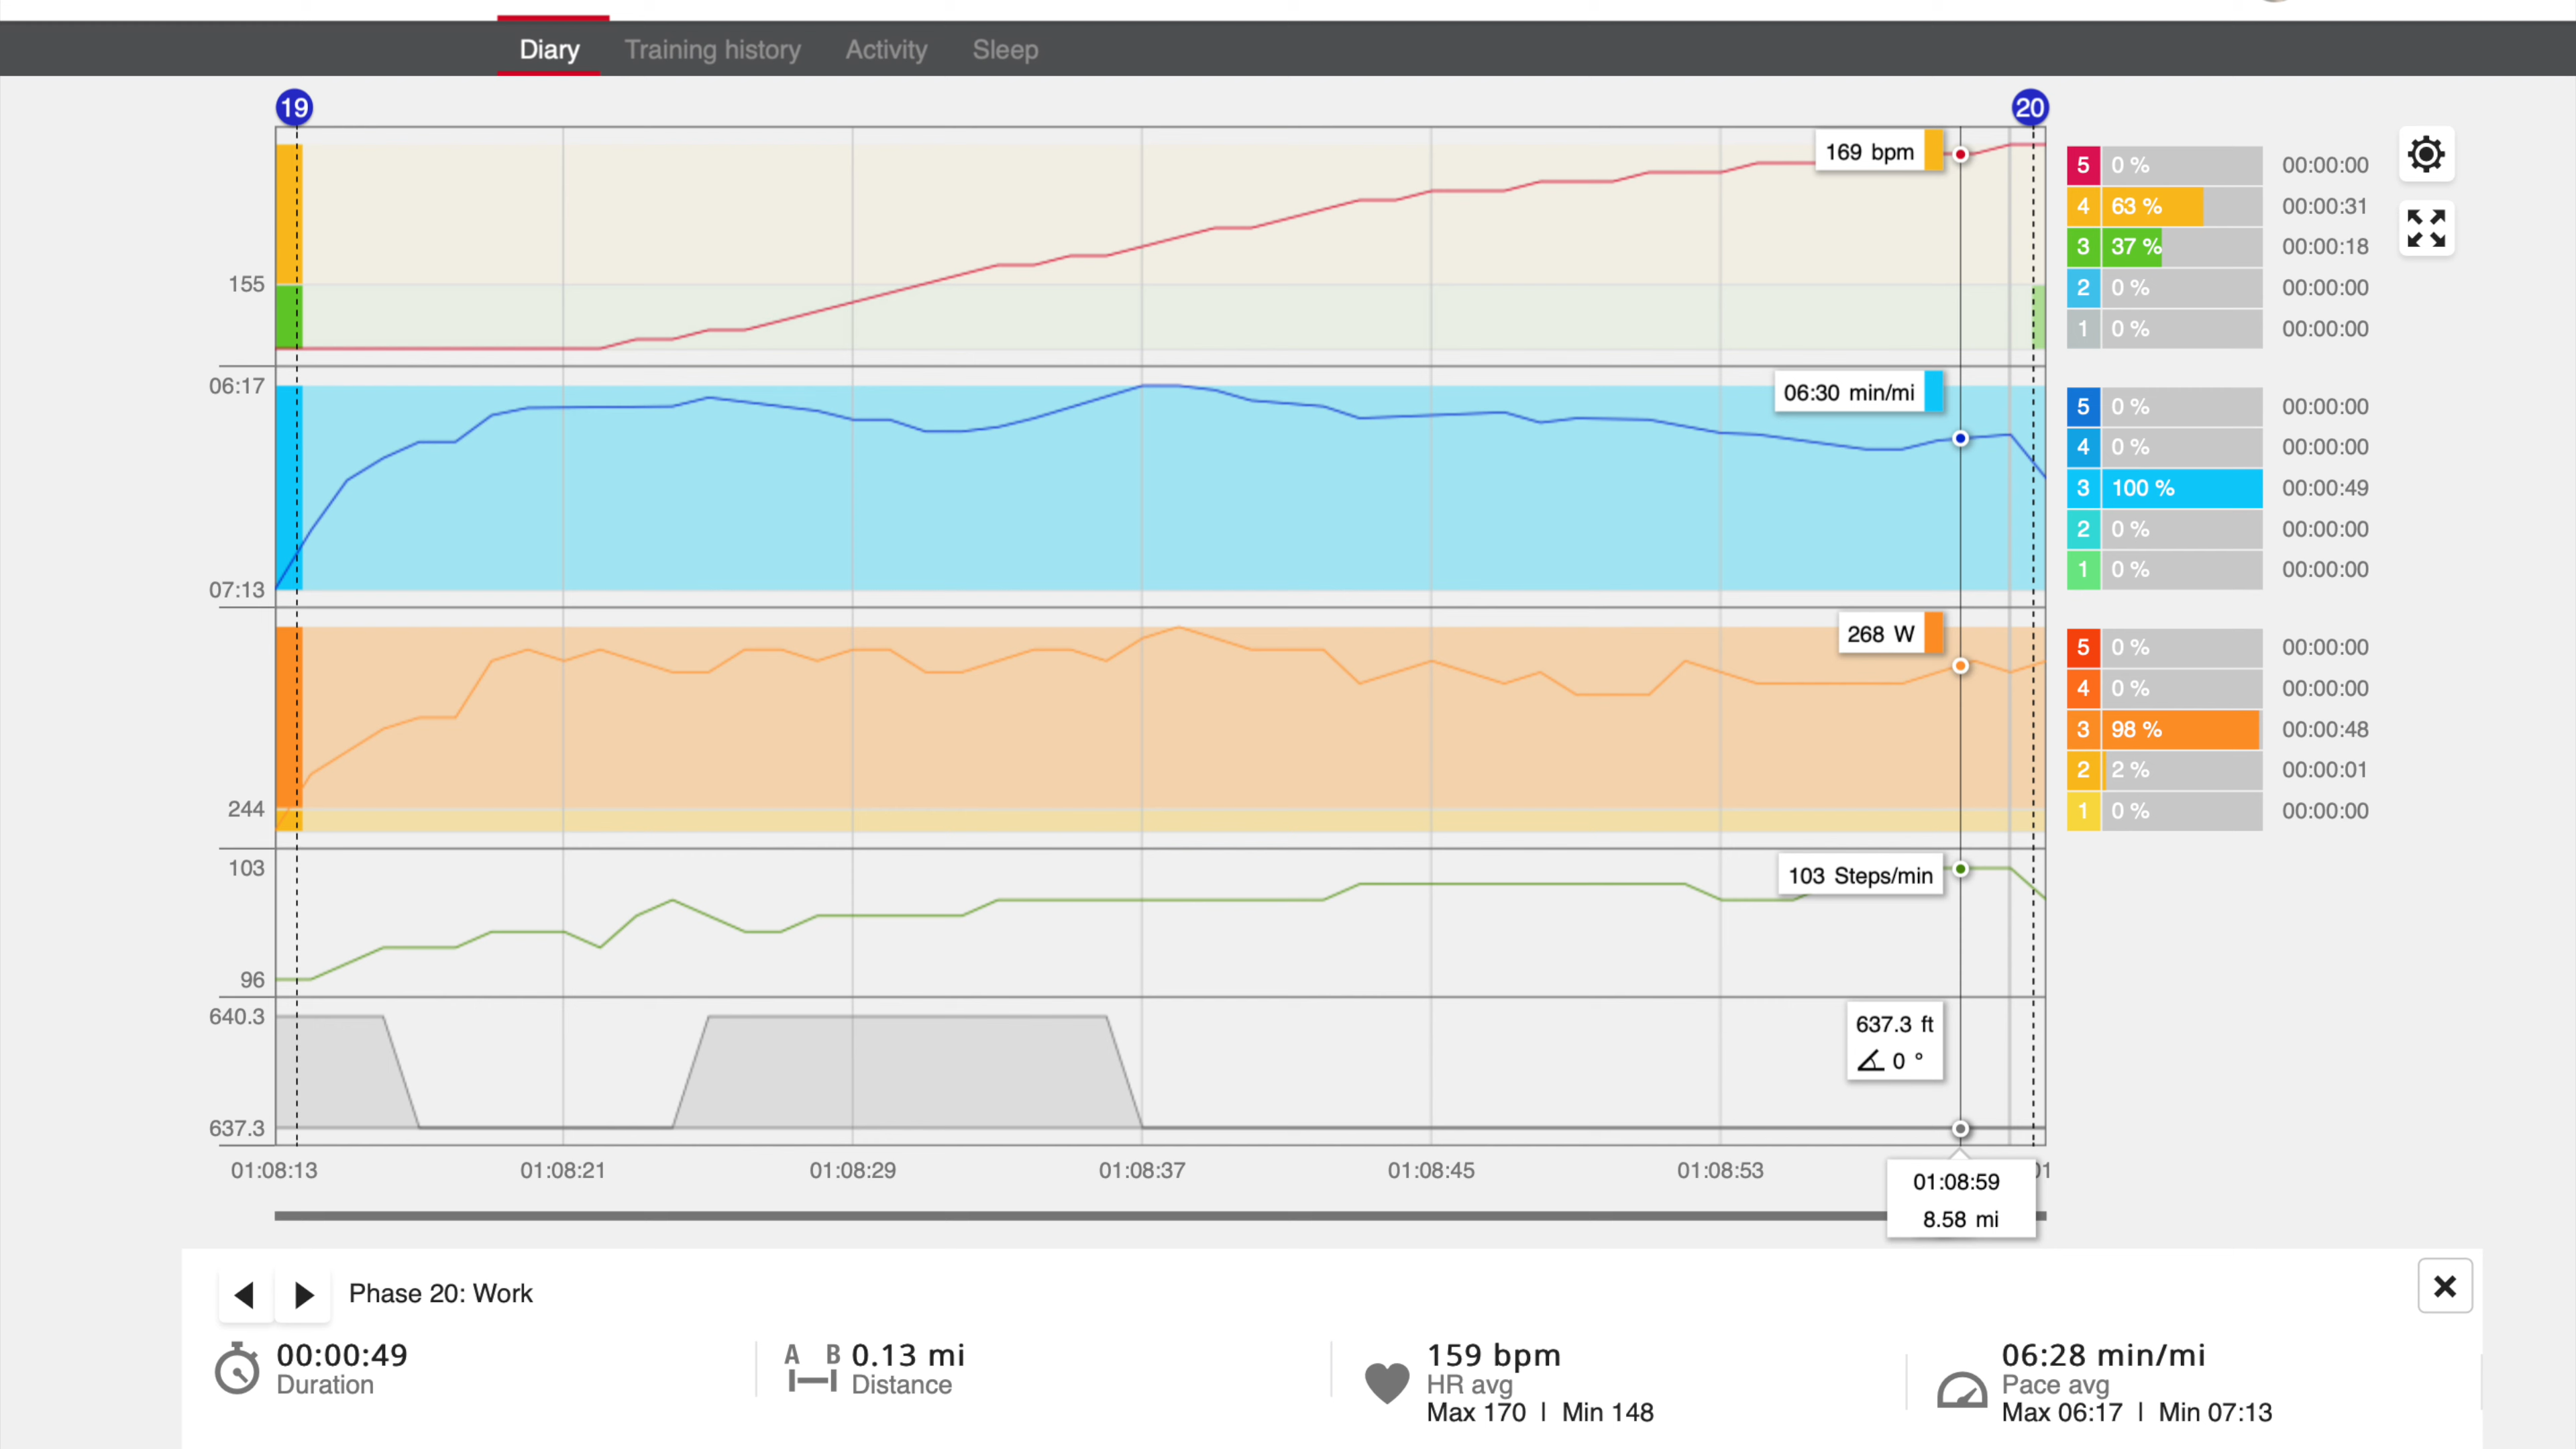 Diary Training history Activity Sleep
19 20
169 bpm
155
5 0 % 00:00:00
4 63 % 00:00:31
3 37 % 00:00:18
2 0 % 00:00:00
1 0 % 00:00:00
06:17
06:30 min/mi
07:13
5 0 % 00:00:00
4 0 % 00:00:00
3 100 % 00:00:49
2 0 % 00:00:00
1 0 % 00:00:00
268 W
244
5 0 % 00:00:00
4 0 % 00:00:00
3 98 % 00:00:48
2 2 % 00:00:01
1 0 % 00:00:00
103
103 Steps/min
96
640.3
637.3 ft
0 °
637.3
01:08:13 01:08:21 01:08:29 01:08:37 01:08:45 01:08:53
01:08:59
8.58 mi
Phase 20: Work
00:00:49
Duration
A B 0.13 mi
Distance
159 bpm
HR avg
Max 170 | Min 148
06:28 min/mi
Pace avg
Max 06:17 | Min 07:13